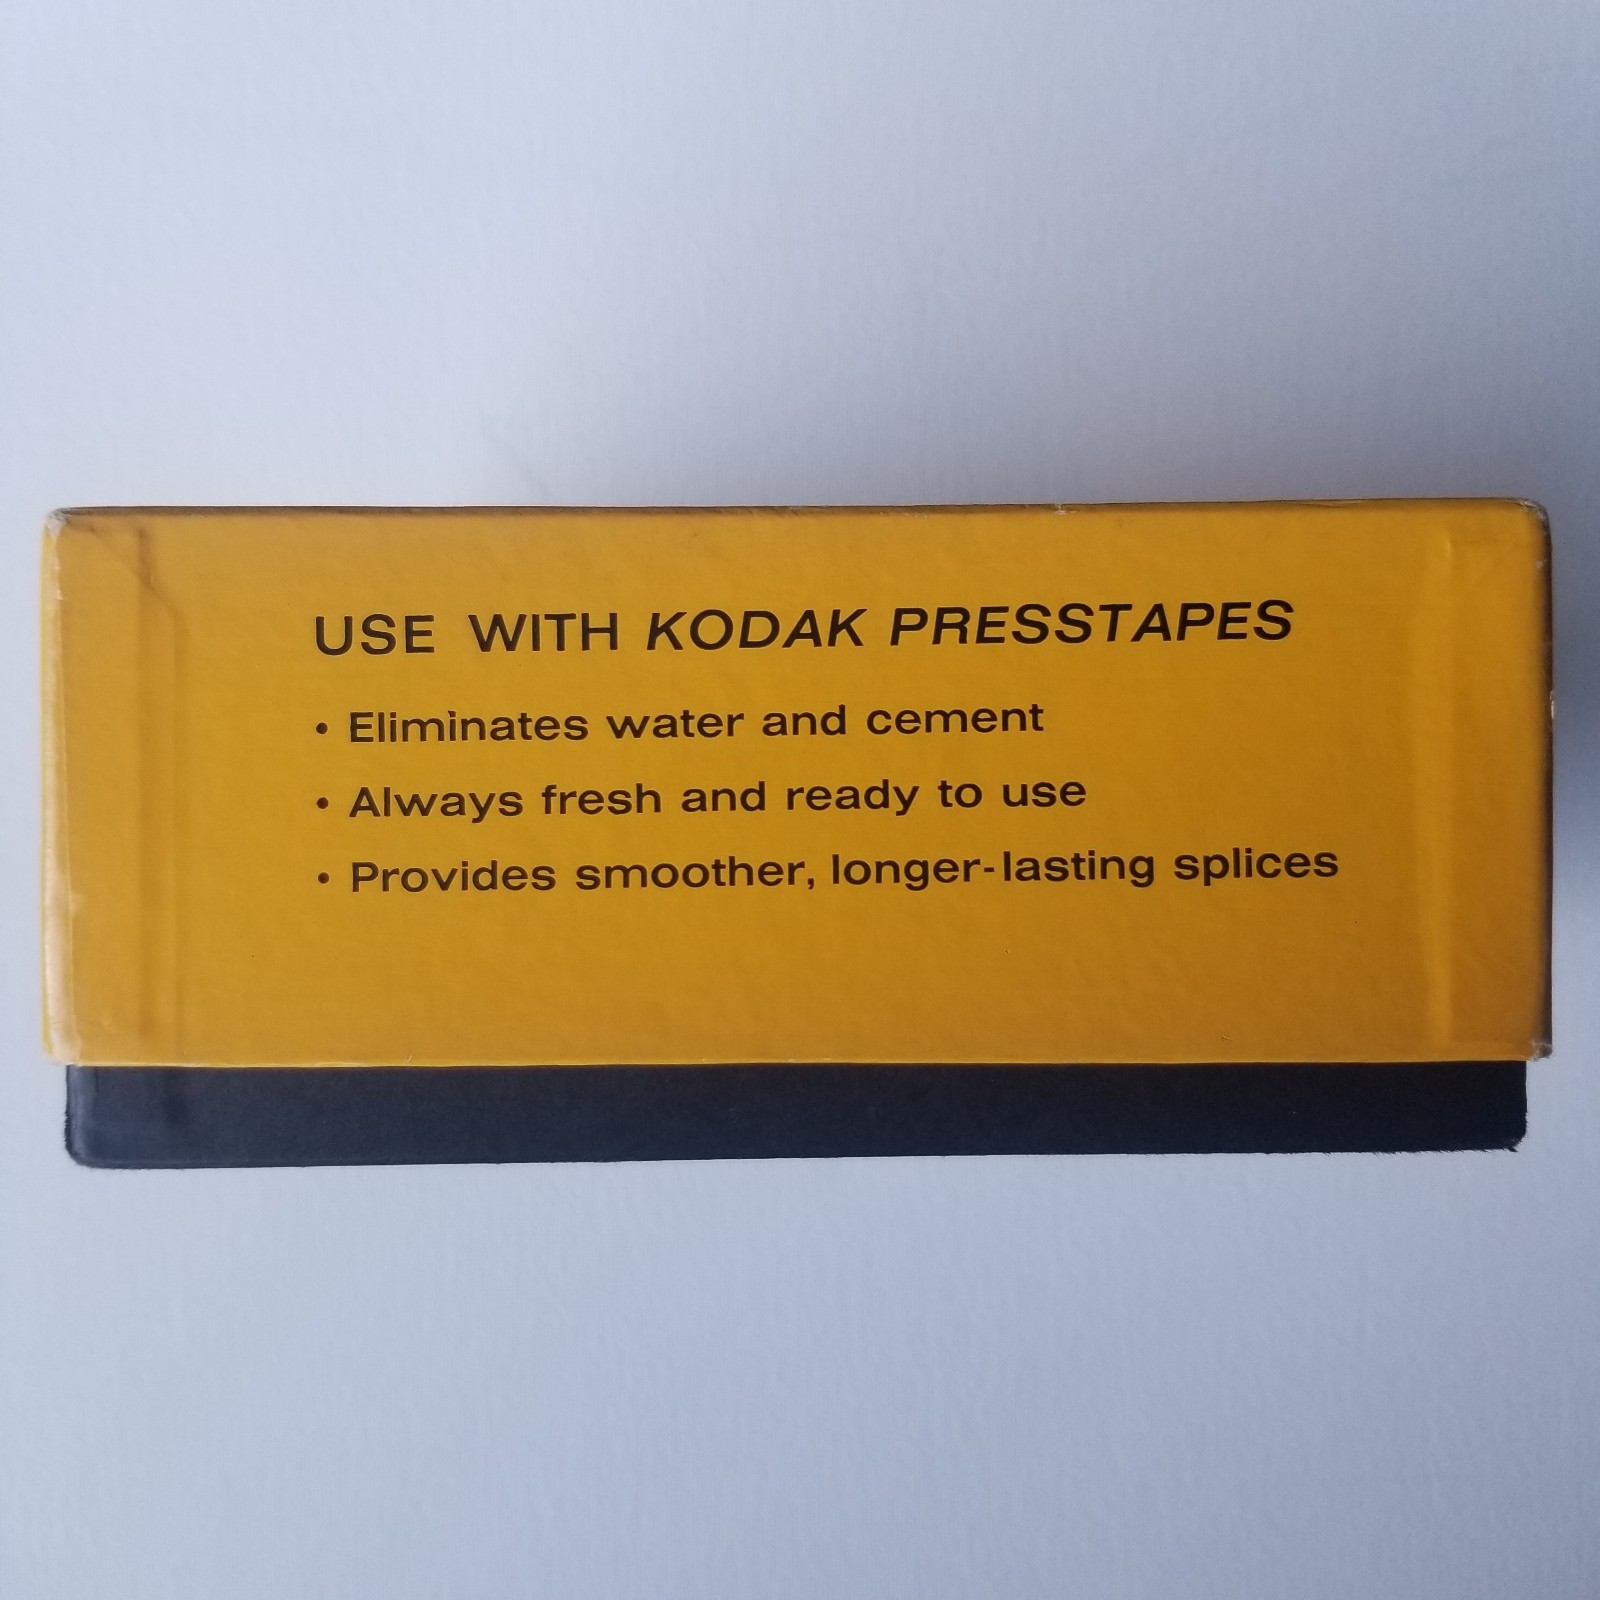 USE WITH KODAK PRESSTAPES
• Eliminates water and cement
• Always fresh and ready to use
• Provides smoother, longer-lasting splices